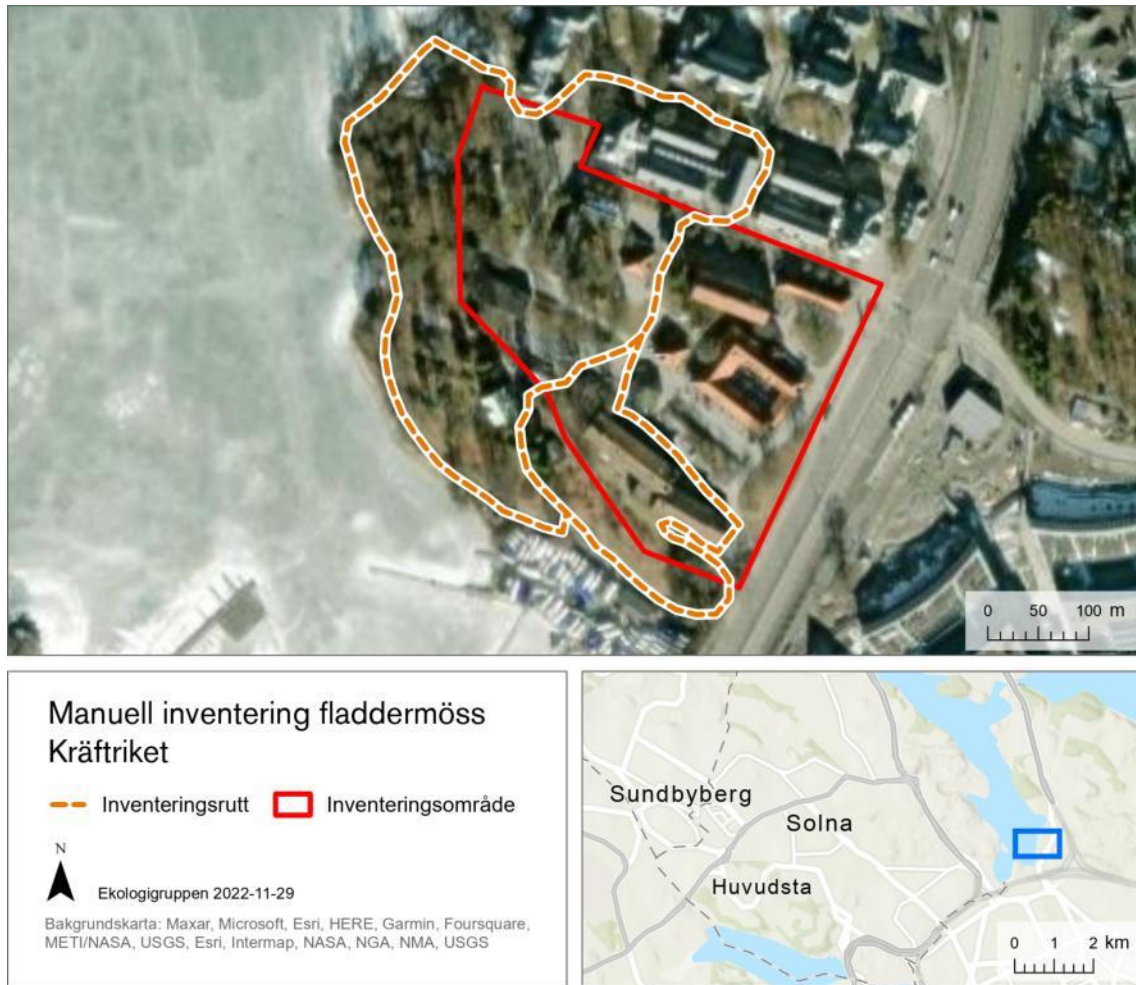 0 50 100 m
Manuell inventering fladdermöss
Kräftriket
Inventeringsrutt Inventeringsområde
N
Ekologigruppen 2022-11-29
Bakgrundskarta: Maxar, Microsoft, Esri, HERE, Garmin, Foursquare,
METI/NASA, USGS, Esri, Intermap, NASA, NGA, NMA, USGS
Sundbyberg
Solna
Huvudsta
0 1 2 km